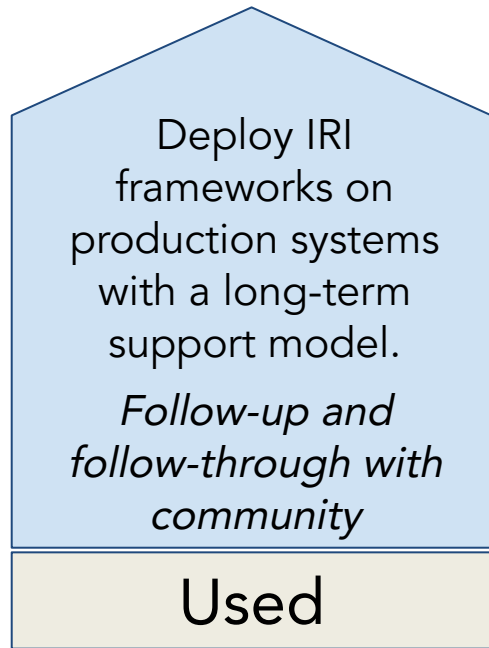 Deploy IRI
frameworks on
production systems
with a long-term
support model.
Follow-up and
follow-through with
community
Used